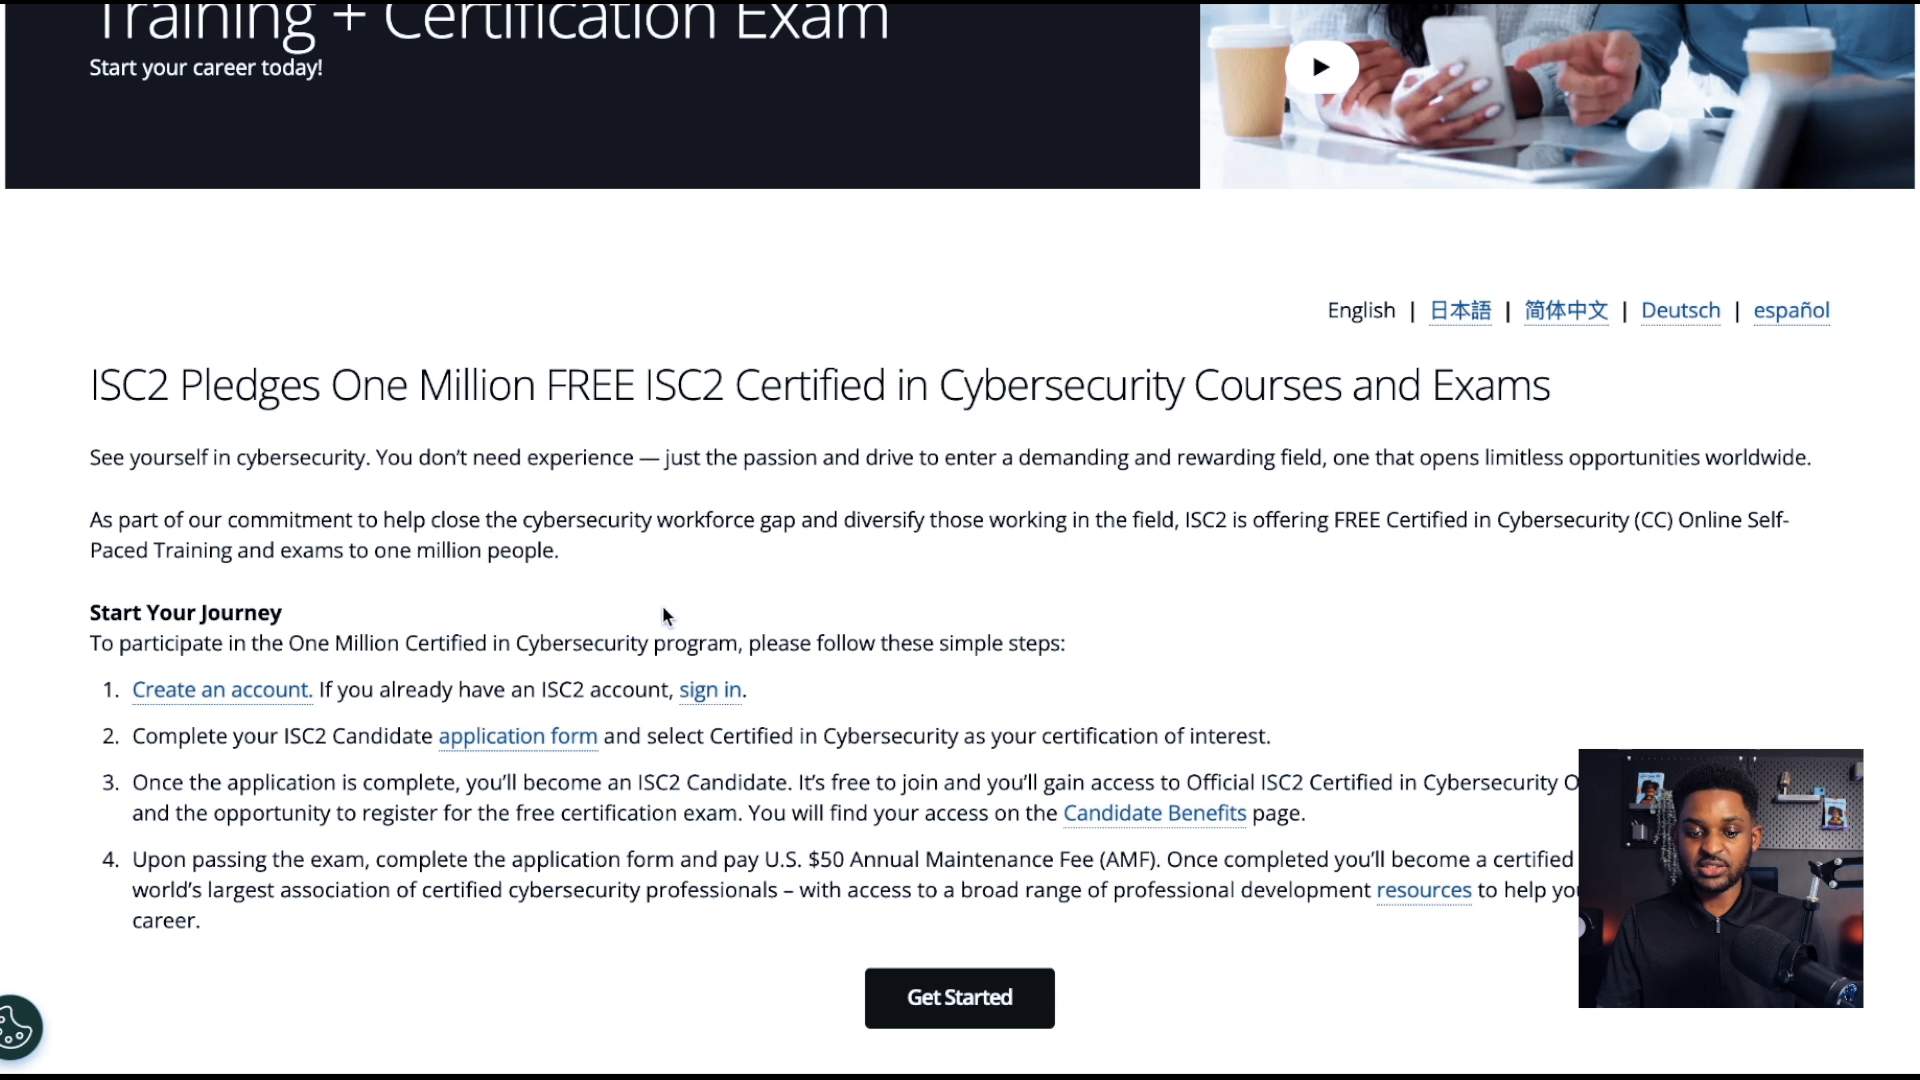 Training + Certification Exam
Start your career today!
English | 日本語 | 简体中文 | Deutsch | español
ISC2 Pledges One Million FREE ISC2 Certified in Cybersecurity Courses and Exams
See yourself in cybersecurity. You don't need experience — just the passion and drive to enter a demanding and rewarding field, one that opens limitless opportunities worldwide.
As part of our commitment to help close the cybersecurity workforce gap and diversify those working in the field, ISC2 is offering FREE Certified in Cybersecurity (CC) Online Self-
Paced Training and exams to one million people.
Start Your Journey
To participate in the One Million Certified in Cybersecurity program, please follow these simple steps:
1. Create an account. If you already have an ISC2 account, sign in.
2. Complete your ISC2 Candidate application form and select Certified in Cybersecurity as your certification of interest.
3. Once the application is complete, you'll become an ISC2 Candidate. It's free to join and you'll gain access to Official ISC2 Certified in Cybersecurity O
and the opportunity to register for the free certification exam. You will find your access on the Candidate Benefits page.
4. Upon passing the exam, complete the application form and pay U.S. $50 Annual Maintenance Fee (AMF). Once completed you'll become a certified
world's largest association of certified cybersecurity professionals – with access to a broad range of professional development resources to help you
career.
Get Started